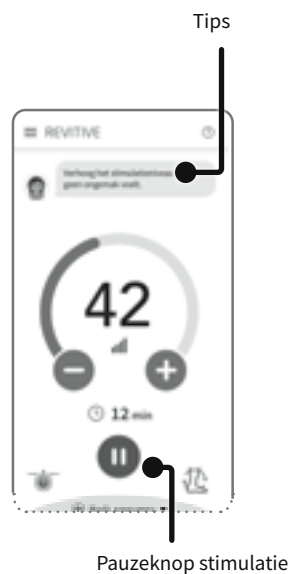 Tips
REVITIVE
Verhoog het stimulatieniveau
geen ongemak voelt.
42
12 min
Pauzeknop stimulatie